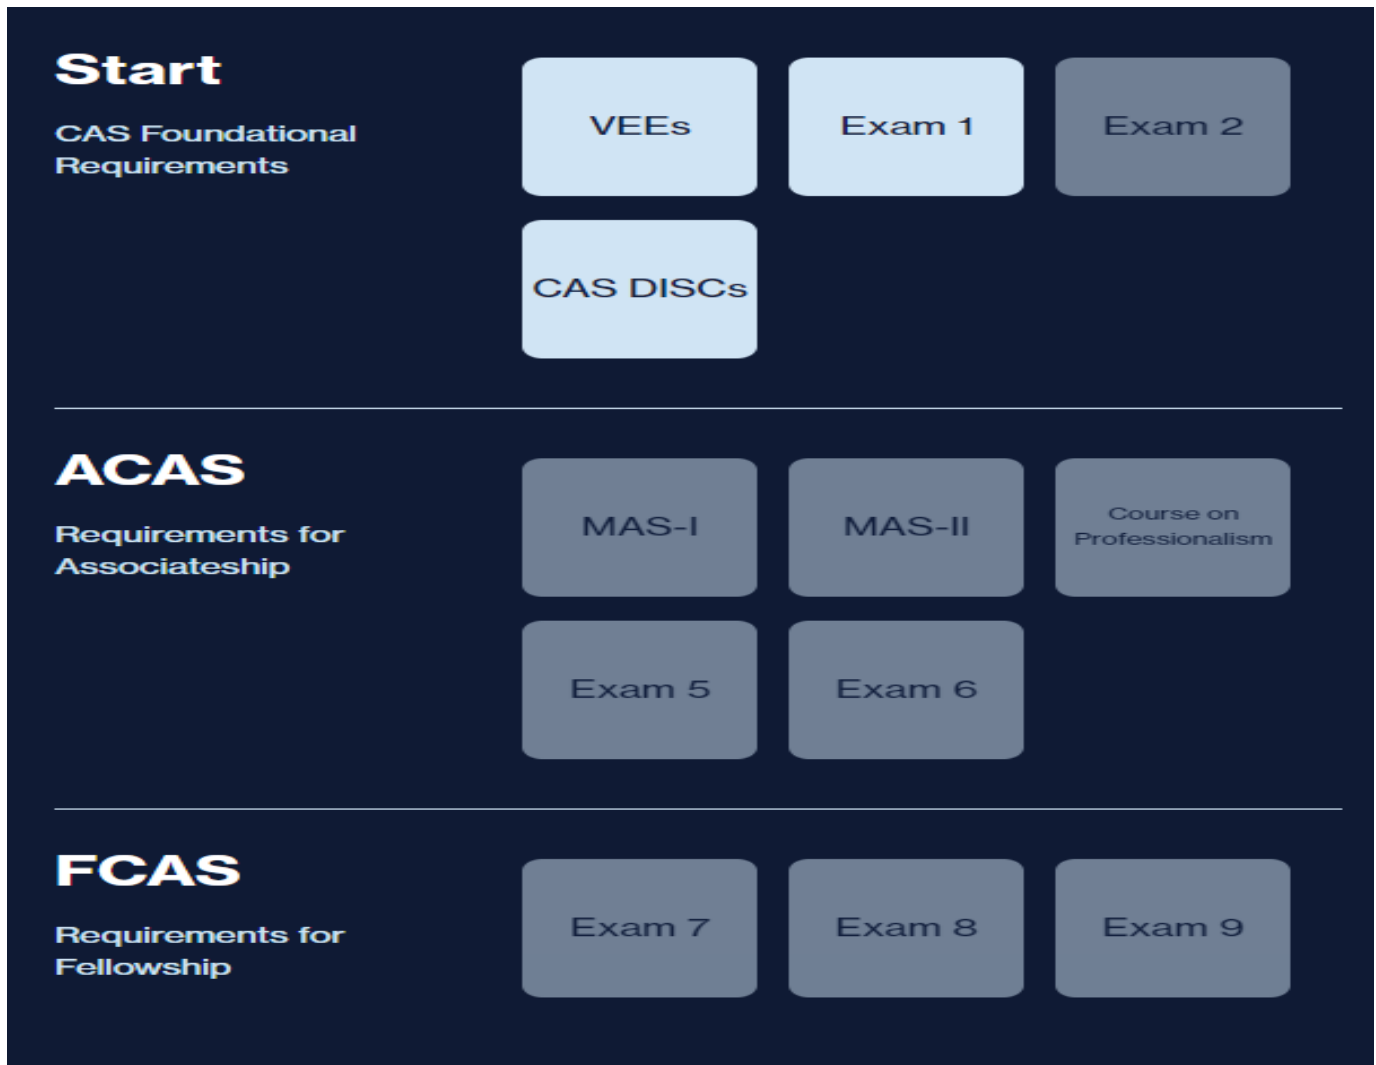 Start
CAS Foundational
Requirements
VEEs
Exam 1
Exam 2
CAS DISCs
ACAS
Requirements for
Associateship
MAS-I
MAS-II
Course on
Professionalism
Exam 5
Exam 6
FCAS
Requirements for
Fellowship
Exam 7
Exam 8
Exam 9